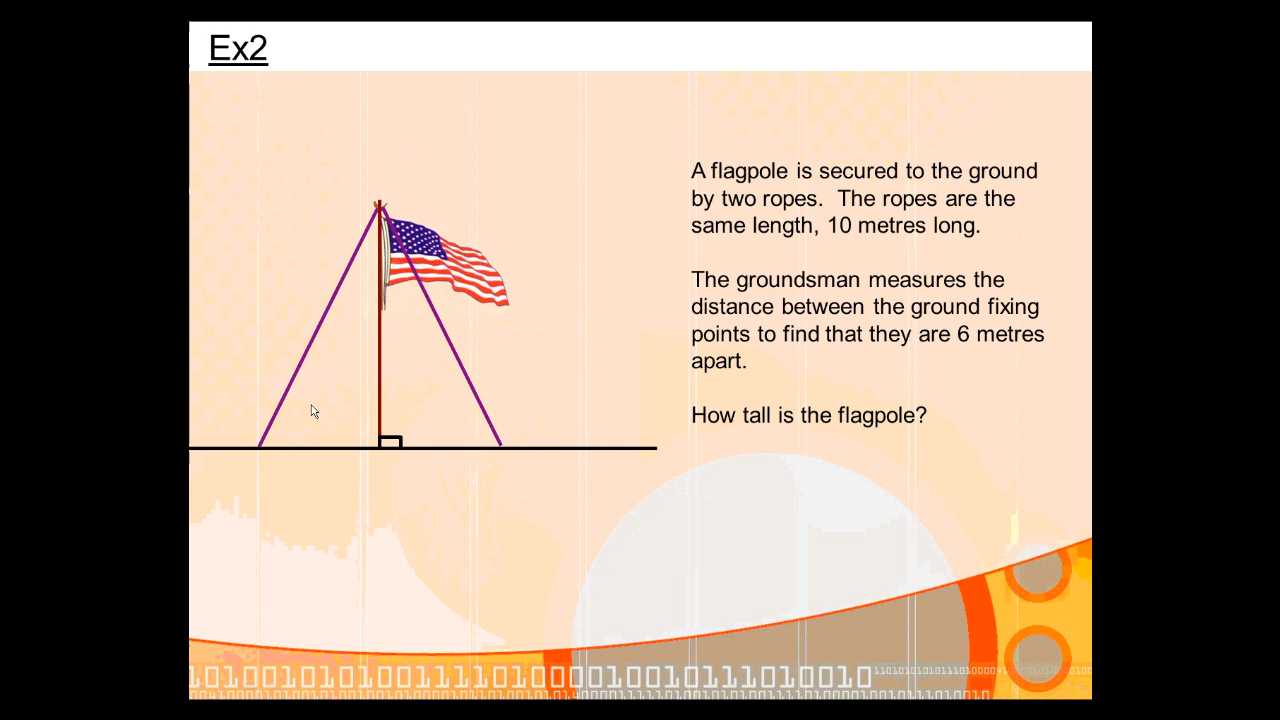 Ex2
A flagpole is secured to the ground
by two ropes.  The ropes are the
same length, 10 metres long.
The groundsman measures the
distance between the ground fixing
points to find that they are 6 metres
apart.
How tall is the flagpole?